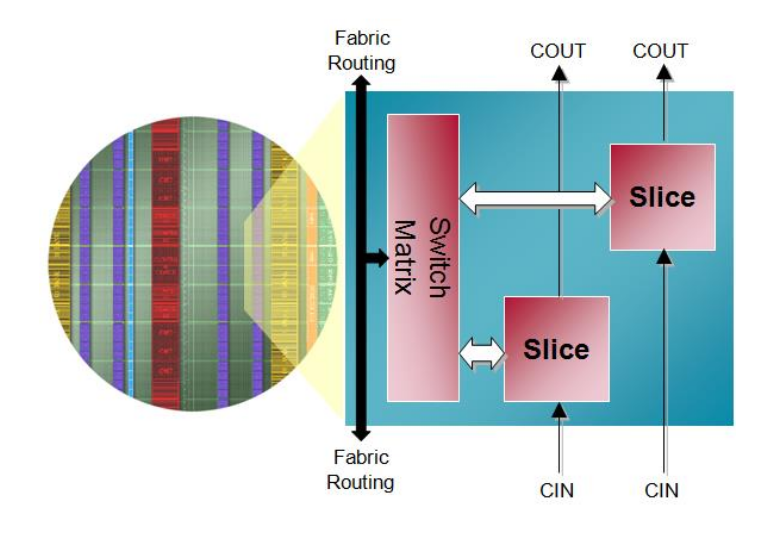 Fabric
Routing
COUT
COUT
Switch
Matrix
Slice
Slice
Fabric
Routing
CIN
CIN